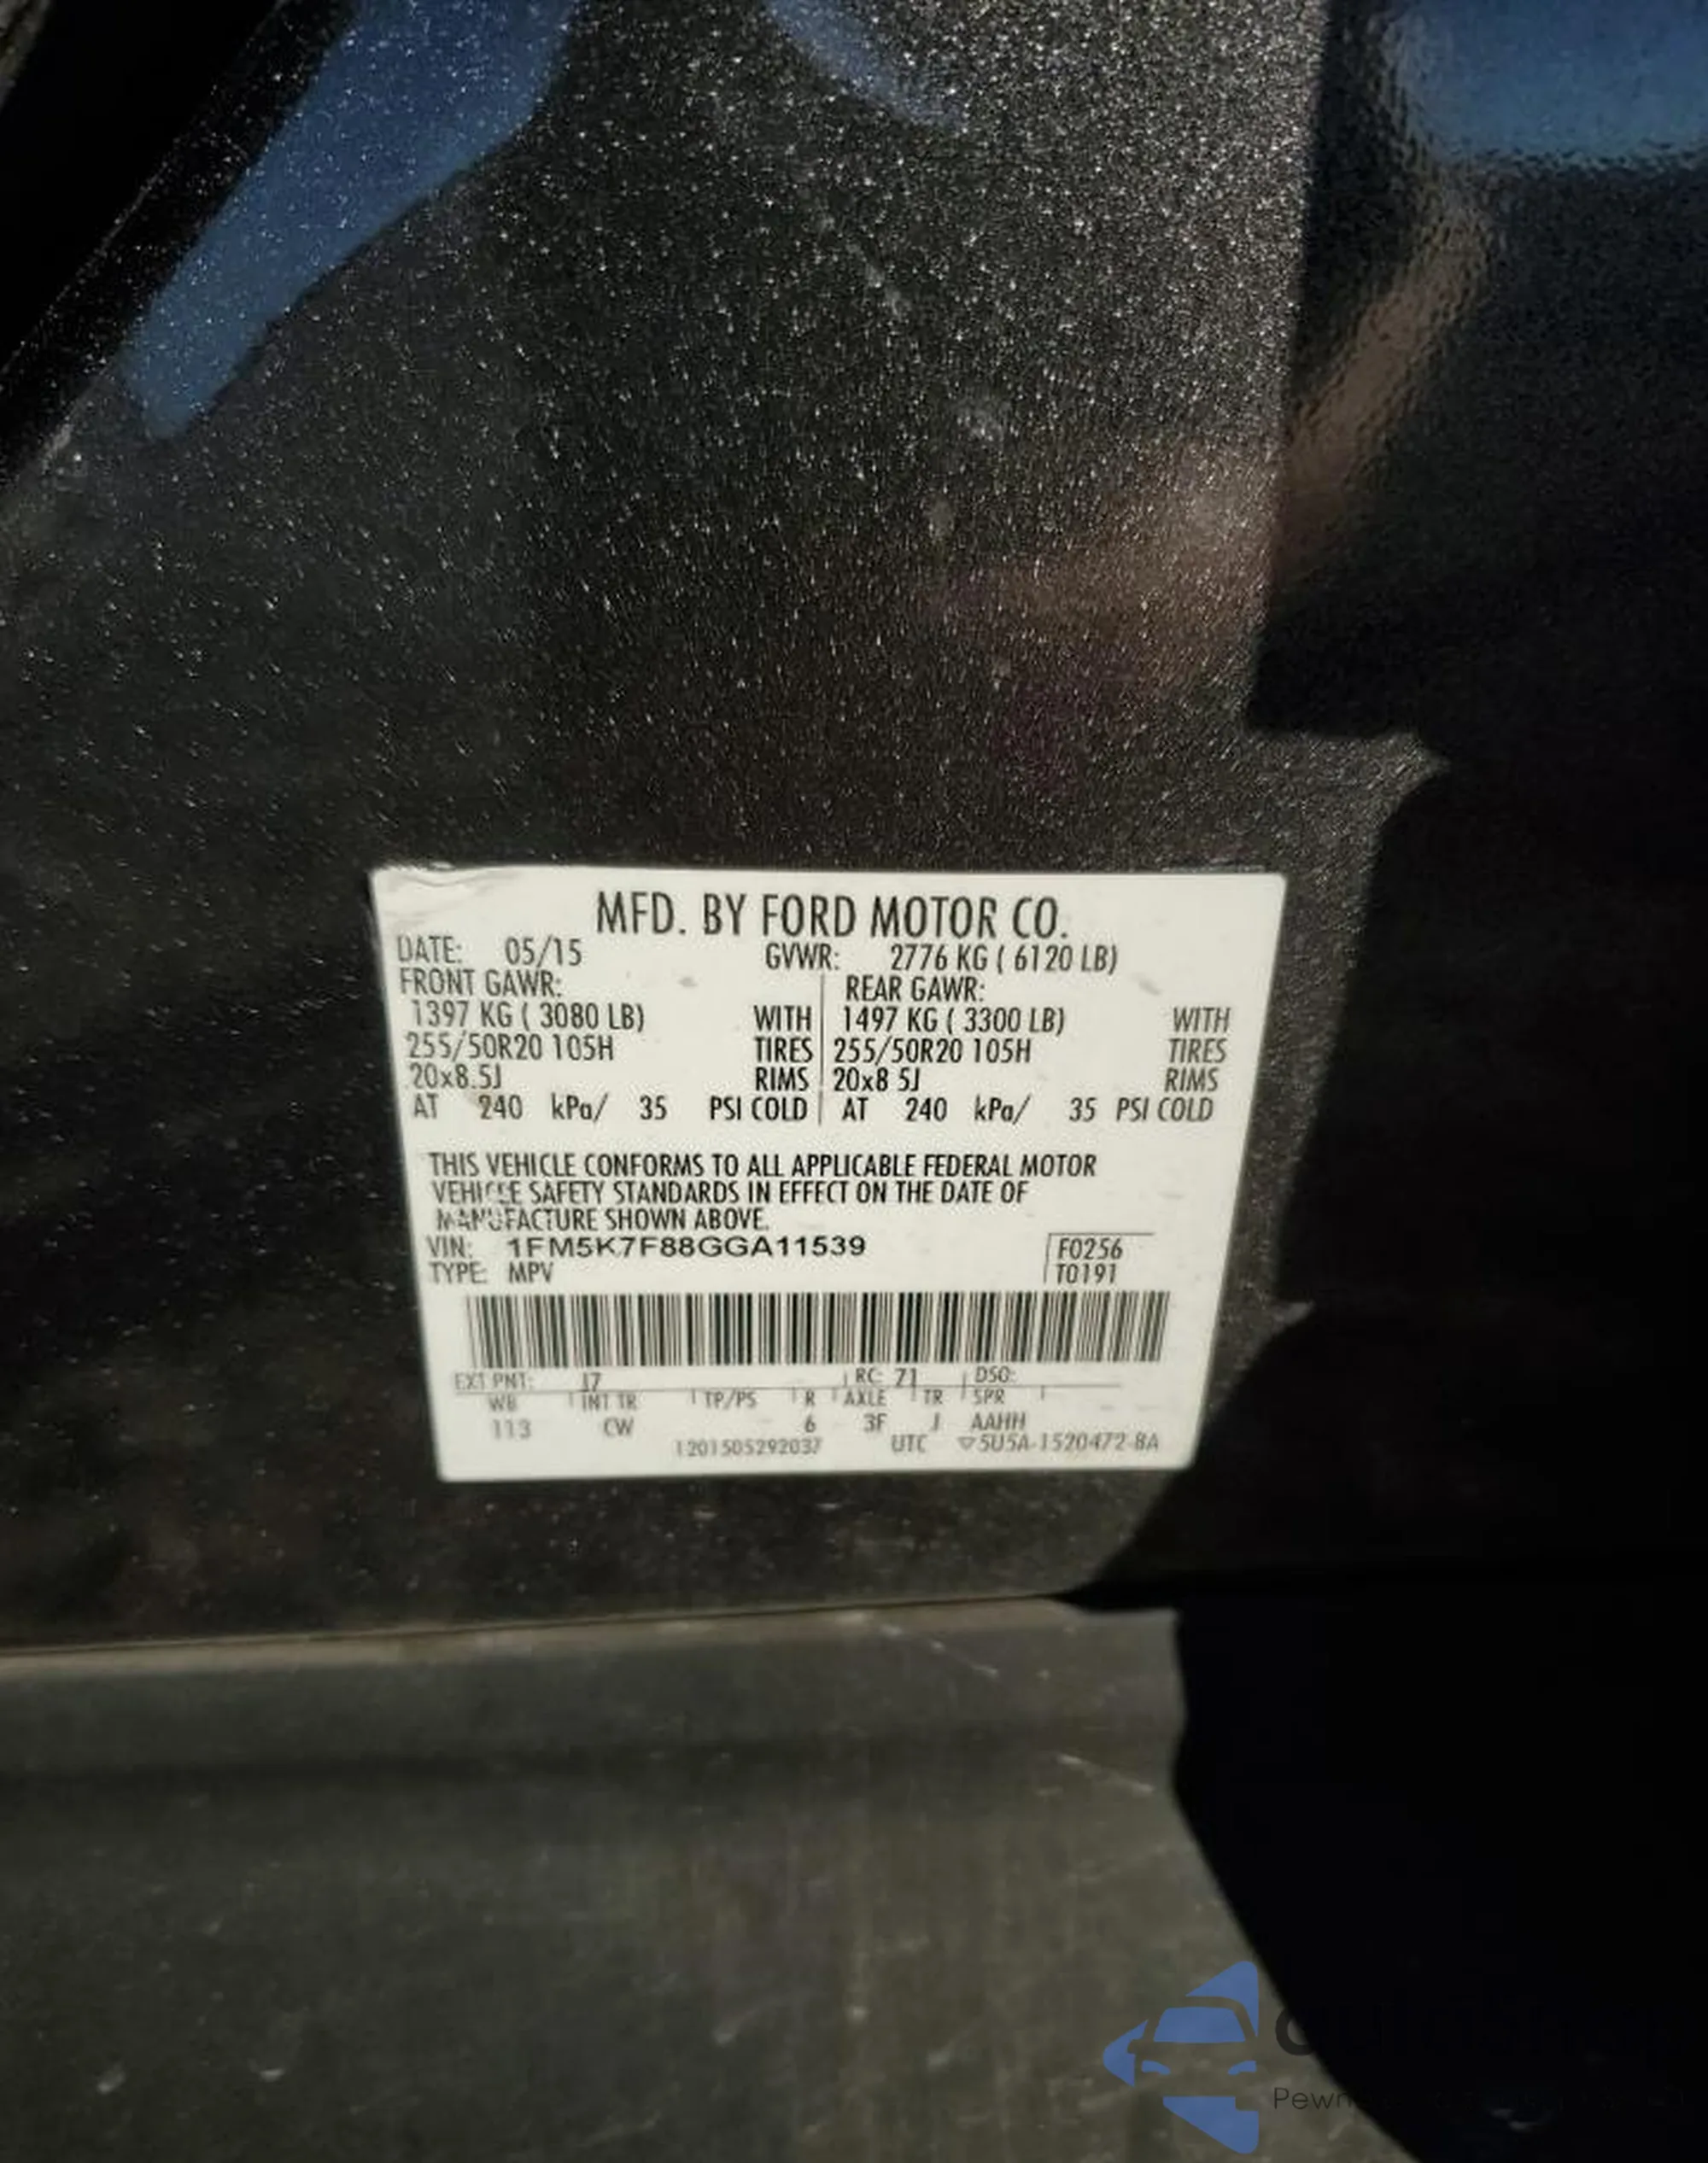 MFD. BY FORD MOTOR CO.
DATE: 05/15 GVWR: 2776 KG ( 6120 LB)
FRONT GAWR: REAR GAWR:
1397 KG ( 3080 LB) WITH 1497 KG ( 3300 LB) WITH
255/50R20 105H TIRES 255/50R20 105H TIRES
20x8.5J RIMS 20x8.5J RIMS
AT 240 kPa/ 35 PSI COLD AT 240 kPa/ 35 PSI COLD
THIS VEHICLE CONFORMS TO ALL APPLICABLE FEDERAL MOTOR
VEHICLE SAFETY STANDARDS IN EFFECT ON THE DATE OF
MANUFACTURE SHOWN ABOVE.
VIN: 1FM5K7F88GGA11539 F0256
TYPE: MPV T0191
EXT PNT: J7 RC: 71 DSO:
WB INT TR TP/PS R AXLE TR SPR
113 CW 6 3F J AAHH
1201505292037 UTC ▽5U5A-1520472-BA